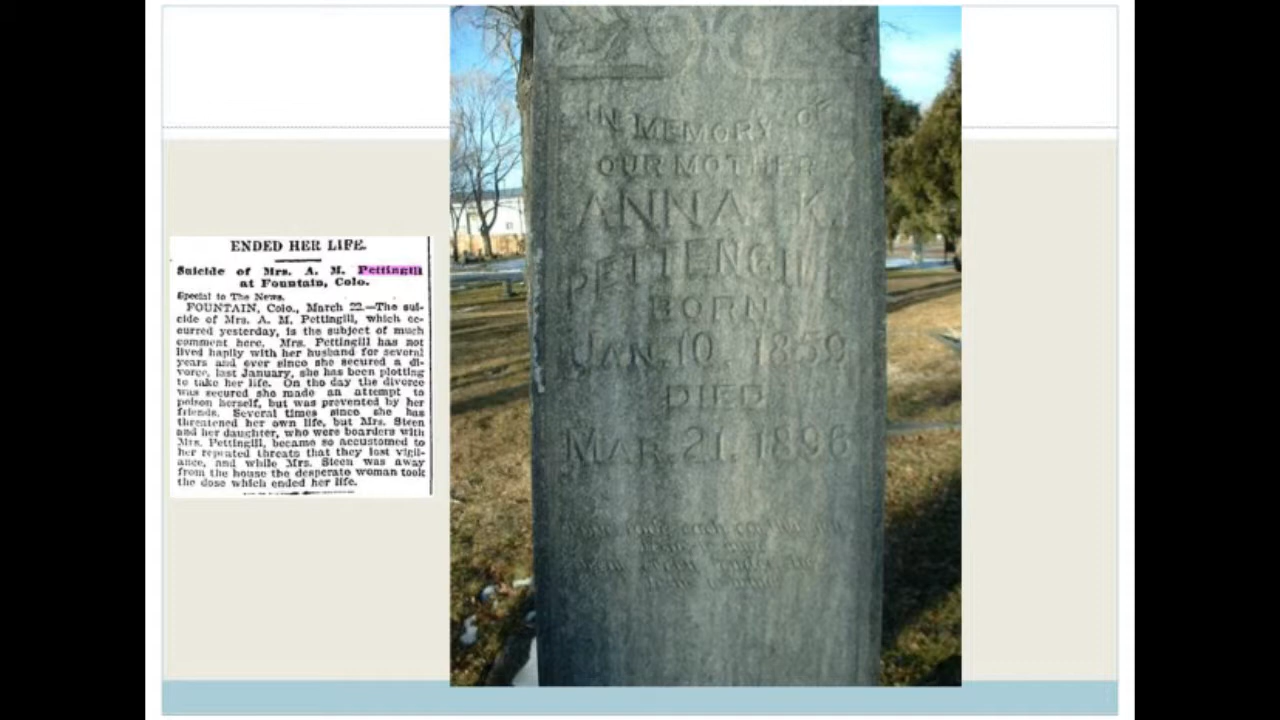 ENDED HER LIFE.
Suicide of Mrs. A. M. Pettingill
at Fountain, Colo.
Special to The News.
FOUNTAIN, Colo., March 22.—The sui-
cide of Mrs. A. M. Pettingill, which oc-
curred yesterday, is the subject of much
comment here. Mrs. Pettingill has not
lived hapily with her husband for several
years and ever since she secured a di-
vorce, last January, she has been plotting
to take her life. On the day the divorce
was secured she made an attempt to
poison herself, but was prevented by her
friends. Several times since she has
threatened her own life, but Mrs. Steen
and her daughter, who were boarders with
Mrs. Pettingill, became so accustomed to
her repeated threats that they lost vigil-
ance, and while Mrs. Steen was away
from the house the desperate woman took
the dose which ended her life.
IN MEMORY OF
OUR MOTHER
ANNA K.
PETTENGILL
BORN
JAN. 10, 1850
DIED
MAR. 21, 1896